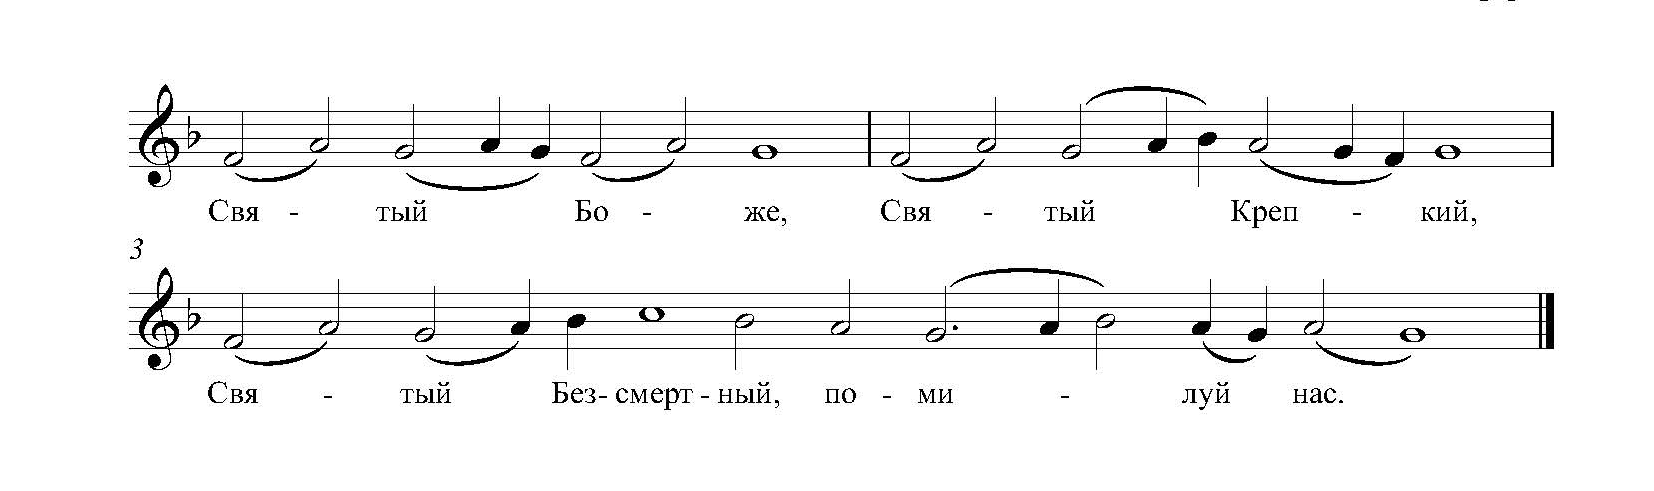 Свя - тый Бо - же, Свя - тый Креп - кий,
3
Свя - тый Без- смерт - ный, по - ми - луй нас.